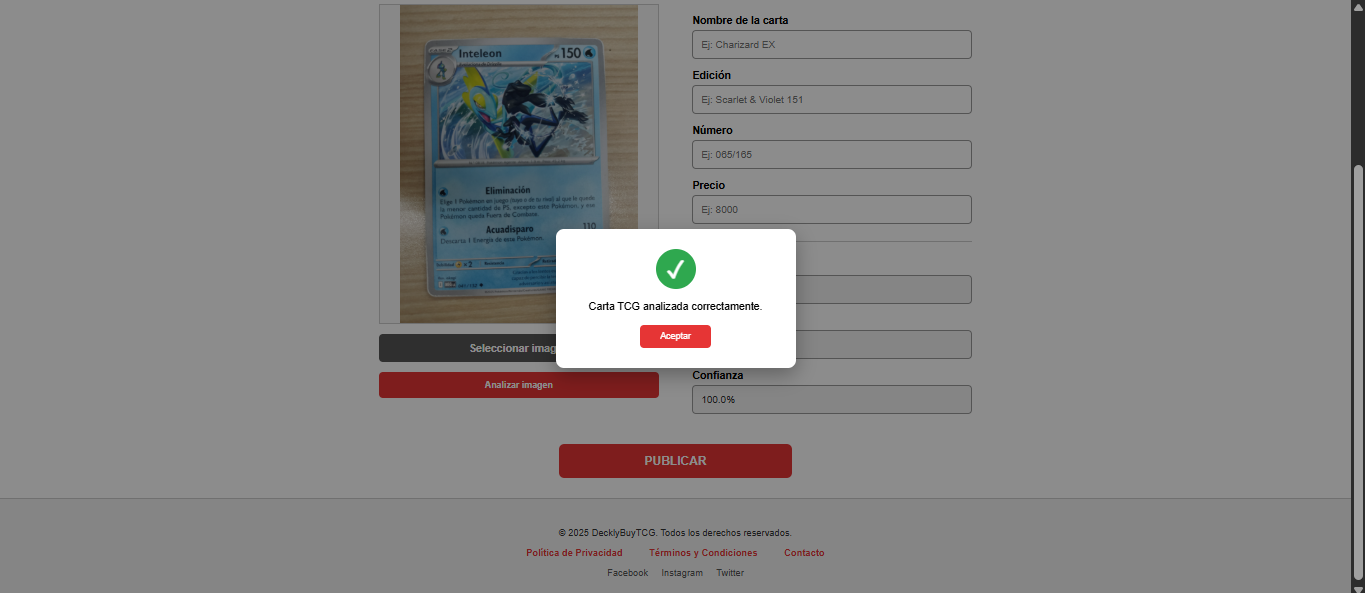 Inteleon
PS 150
Nombre de la carta
Ej: Charizard EX
Edición
Ej: Scarlet & Violet 151
Número
Ej: 065/165
Precio
Ej: 8000
Eliminación
Elige 1 Pokémon en juego (tuyo o de tu rival) al que le quede
la menor cantidad de PS, excepto este Pokémon, y ese
Pokémon queda Fuera de Combate.
Acuadisparo 110
Descarta 1 Energía de este Pokémon.
×2
Carta TCG analizada correctamente.
Aceptar
Seleccionar imag
Analizar imagen
Confianza
100.0%
PUBLICAR
© 2025 DecklyBuyTCG. Todos los derechos reservados.
Política de Privacidad Términos y Condiciones Contacto
Facebook Instagram Twitter